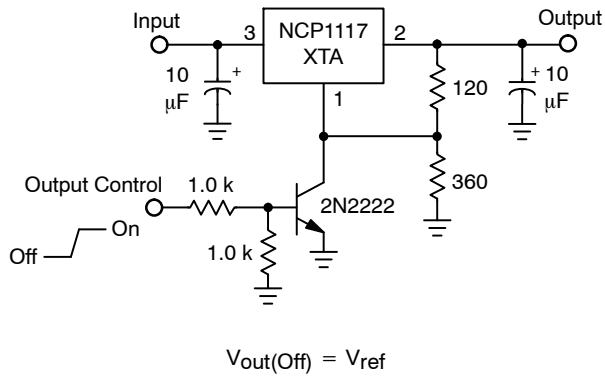 Input
3
NCP1117
XTA
2
Output
10
μF
+
1
120
+ 10
μF
360
Output Control
1.0 k
2N2222
On
Off
1.0 k
Vout(Off) = Vref